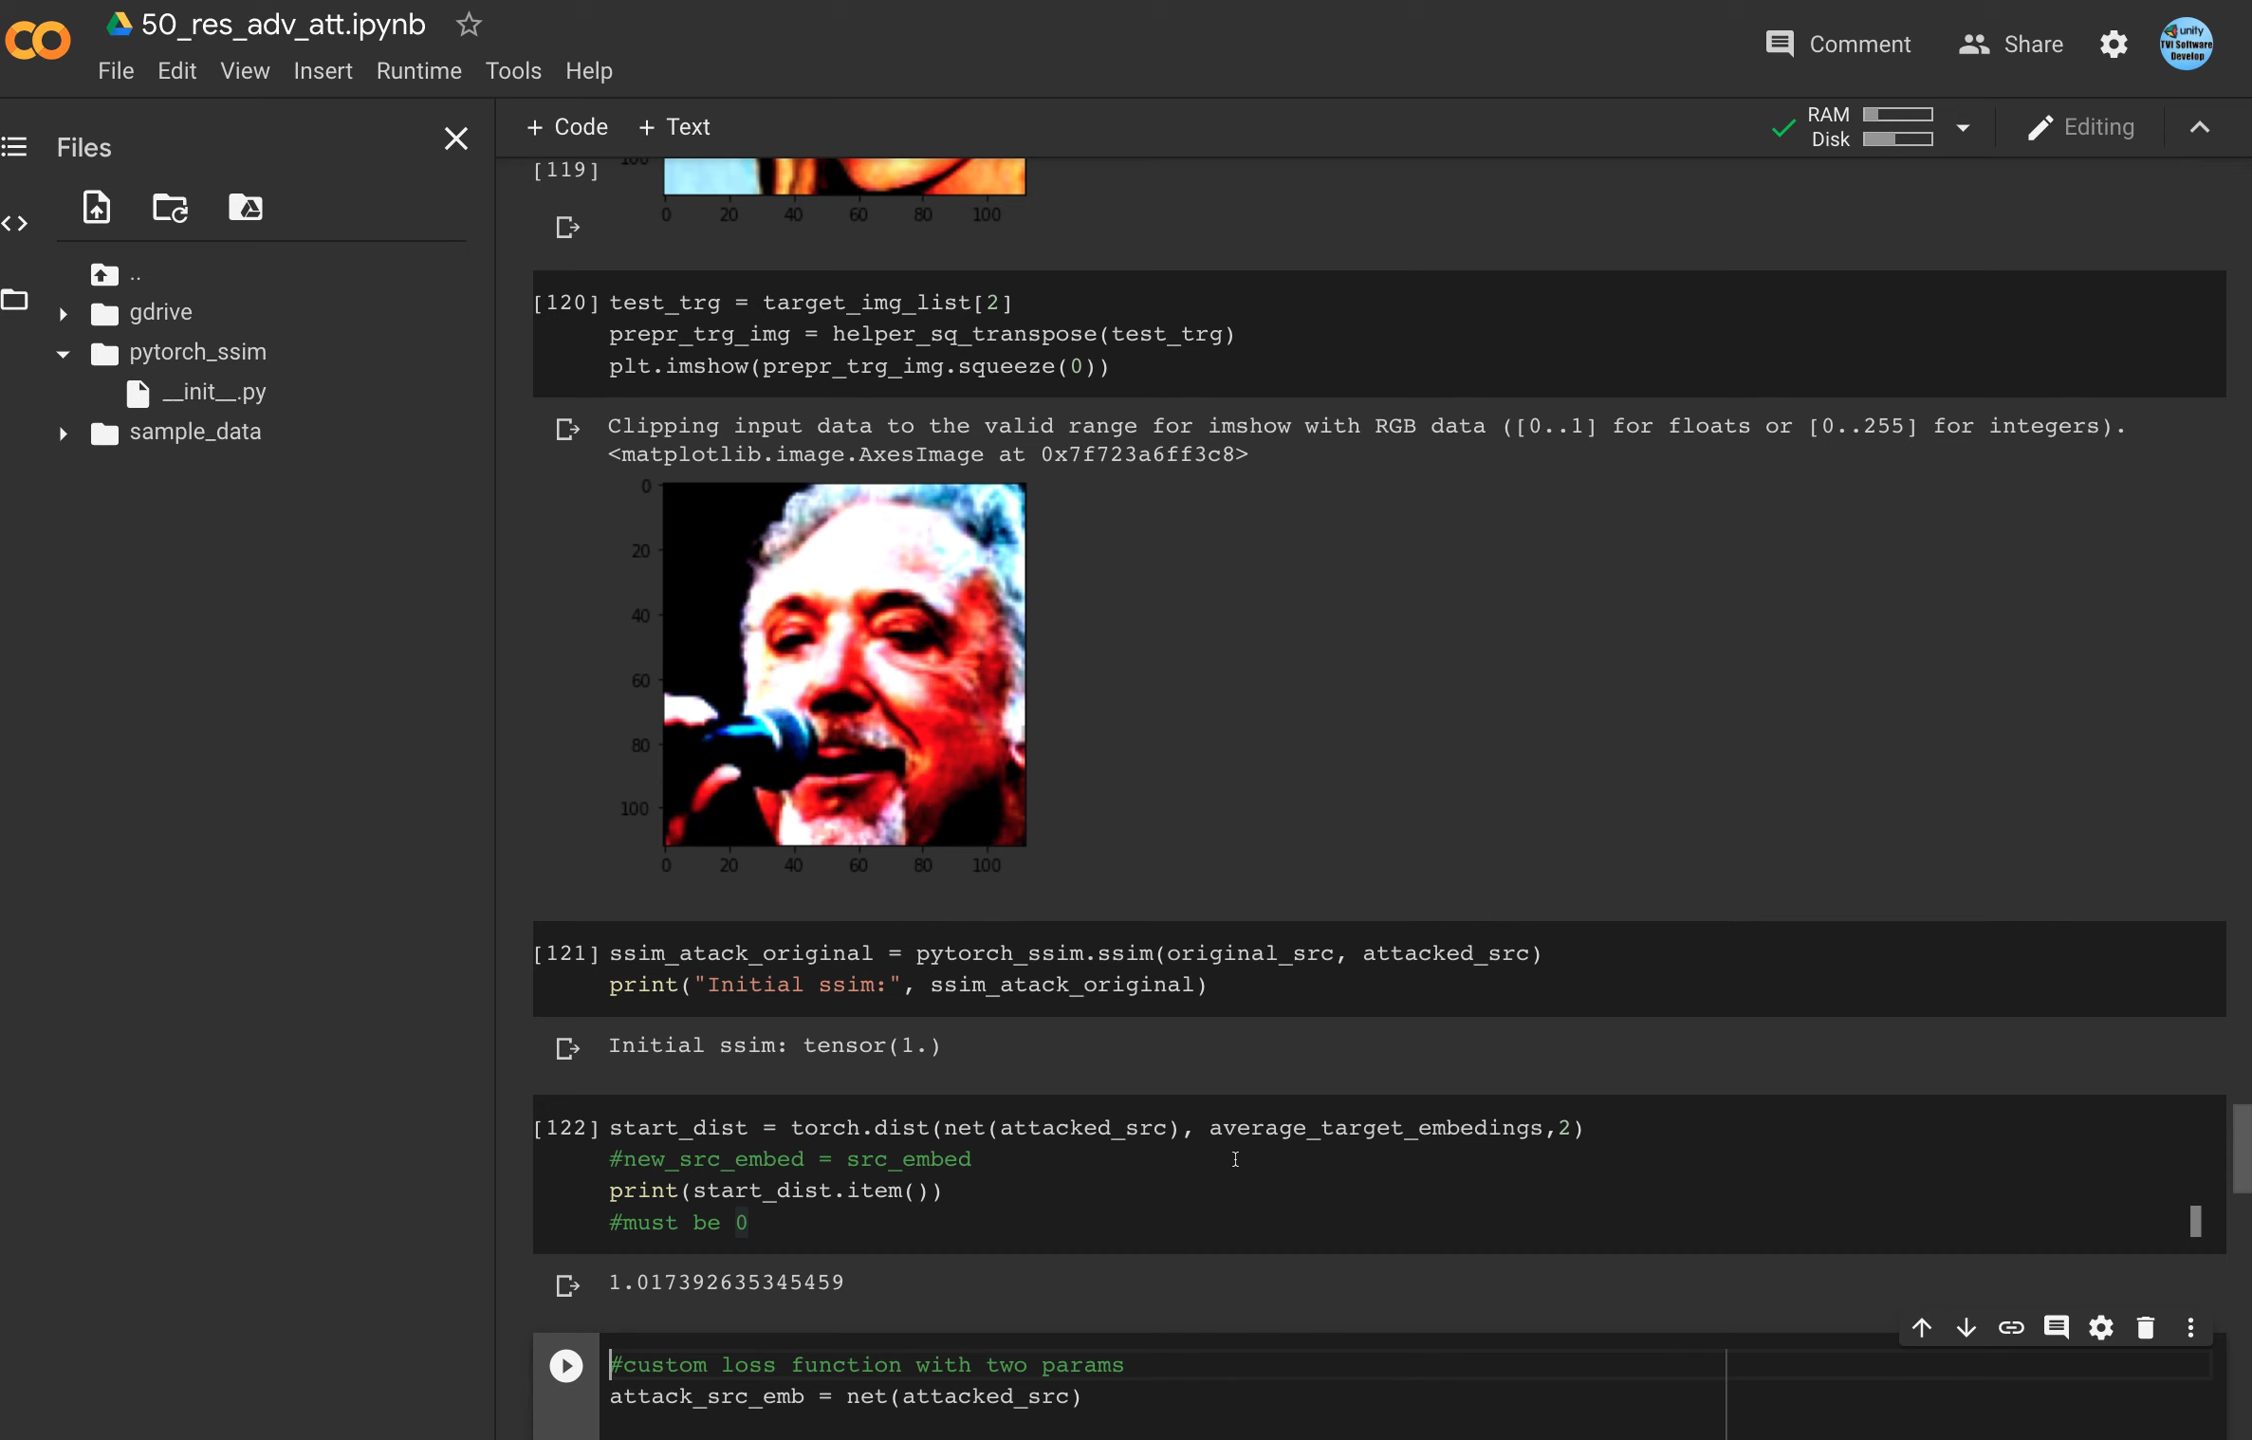 50_res_adv_att.ipynb
File Edit View Insert Runtime Tools Help
Comment Share
unity
TVI Software
Develop
Files
+ Code + Text
RAM
Disk
Editing
..
gdrive
pytorch_ssim
__init__.py
sample_data
[119]
100
0 20 40 60 80 100
[120] test_trg = target_img_list[2]
prepr_trg_img = helper_sq_transpose(test_trg)
plt.imshow(prepr_trg_img.squeeze(0))
Clipping input data to the valid range for imshow with RGB data ([0..1] for floats or [0..255] for integers).
<matplotlib.image.AxesImage at 0x7f723a6ff3c8>
0
20
40
60
80
100
0 20 40 60 80 100
[121] ssim_atack_original = pytorch_ssim.ssim(original_src, attacked_src)
print("Initial ssim:", ssim_atack_original)
Initial ssim: tensor(1.)
[122] start_dist = torch.dist(net(attacked_src), average_target_embedings,2)
#new_src_embed = src_embed
print(start_dist.item())
#must be 0
1.017392635345459
#custom loss function with two params
attack_src_emb = net(attacked_src)